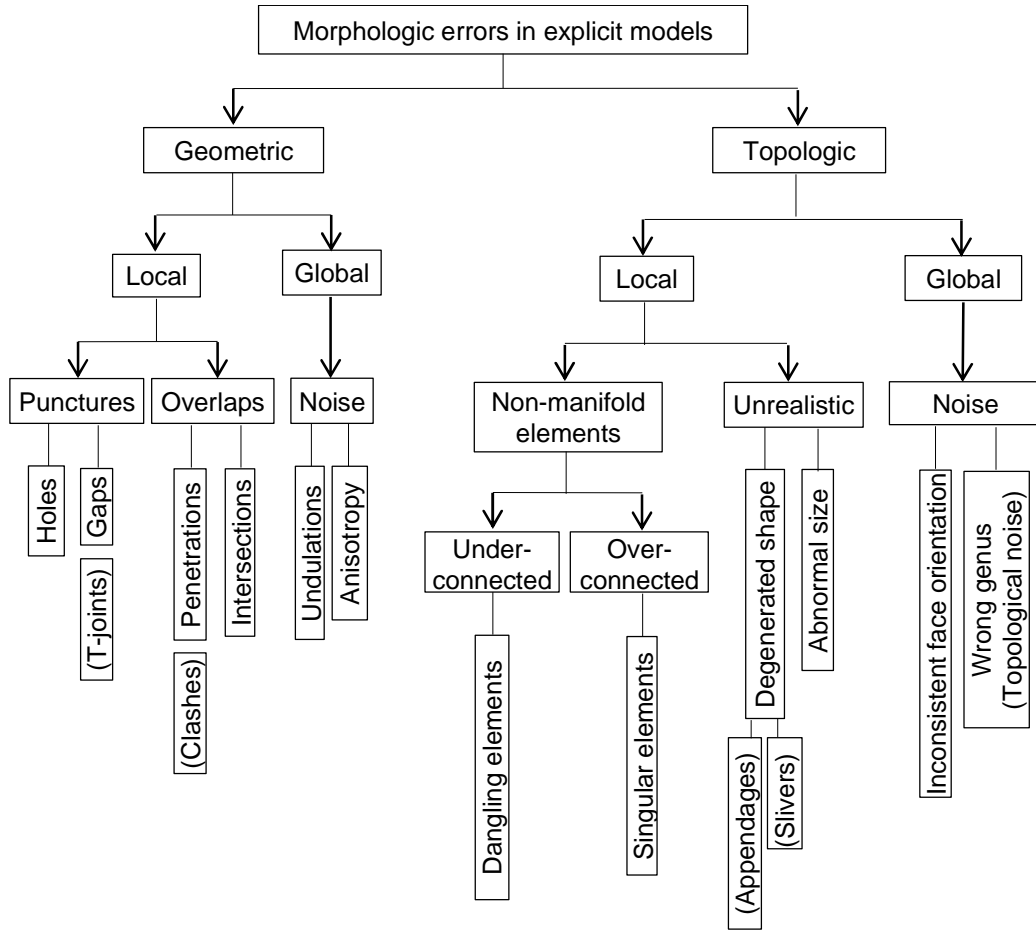 Morphologic errors in explicit models
Geometric
Topologic
Local
Global
Local
Global
Punctures
Overlaps
Noise
Non-manifold
elements
Unrealistic
Noise
Holes
Gaps
(T-joints)
Penetrations
(Clashes)
Intersections
Undulations
Anisotropy
Under-
connected
Over-
connected
Dangling elements
Singular elements
Degenerated shape
(Appendages)
(Slivers)
Abnormal size
Inconsistent face orientation
Wrong genus
(Topological noise)